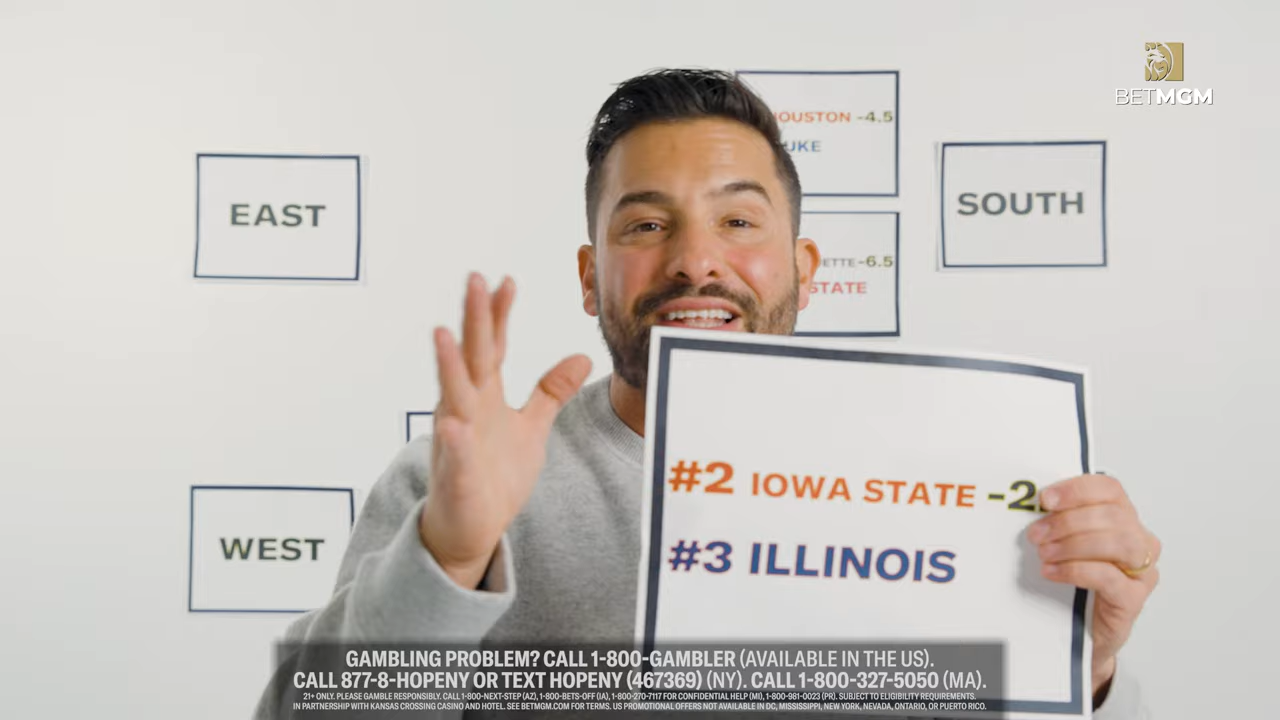 BETMGM
HOUSTON -4.5
EAST
SOUTH
-6.5
STATE
#2 IOWA STATE -2
#3 ILLINOIS
WEST
GAMBLING PROBLEM? CALL 1-800-GAMBLER (AVAILABLE IN THE US).
CALL 877-8-HOPENY OR TEXT HOPENY (467369) (NY). CALL 1-800-327-5050 (MA).
21+ ONLY. PLEASE GAMBLE RESPONSIBLY. CALL 1-800-NEXT-STEP (AZ), 1-800-BETS-OFF (IA), 1-800-270-7117 FOR CONFIDENTIAL HELP (MI), 1-800-981-0023 (PR). SUBJECT TO ELIGIBILITY REQUIREMENTS.
IN PARTNERSHIP WITH KANSAS CROSSING CASINO AND HOTEL. SEE BETMGM.COM FOR TERMS. US PROMOTIONAL OFFERS NOT AVAILABLE IN DC, MISSISSIPPI, NEW YORK, NEVADA, ONTARIO, OR PUERTO RICO.